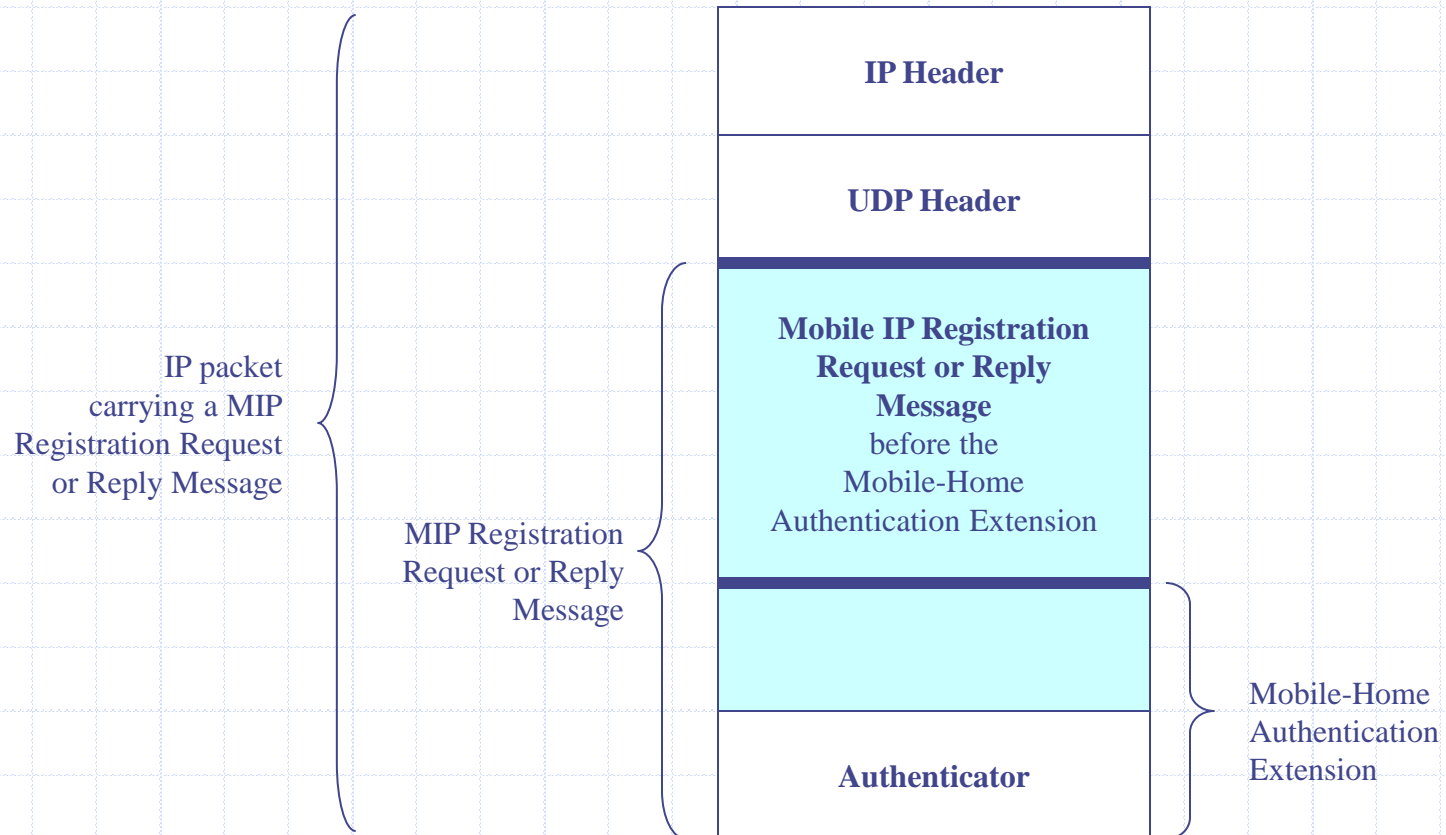 IP Header
UDP Header
Mobile IP Registration
Request or Reply
Message
before the
Mobile-Home
Authentication Extension
IP packet
carrying a MIP
Registration Request
or Reply Message
MIP Registration
Request or Reply
Message
Mobile-Home
Authentication
Extension
Authenticator